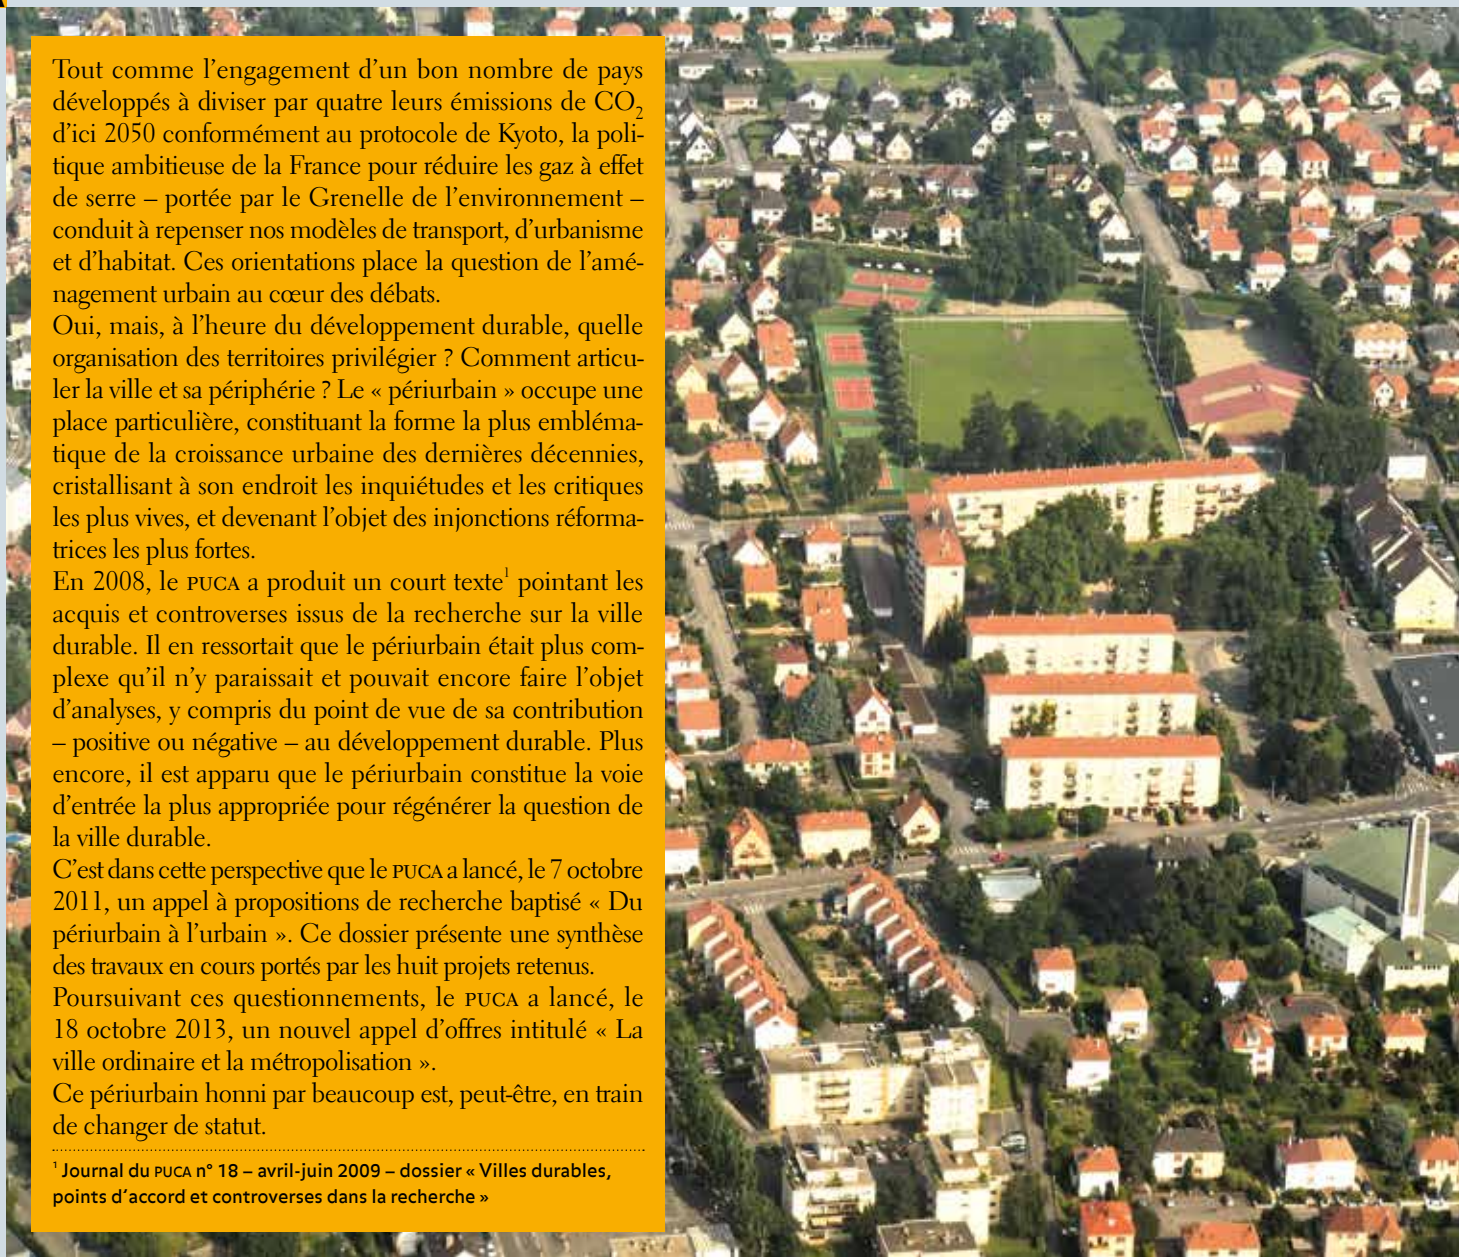 Tout comme l'engagement d'un bon nombre de pays
développés à diviser par quatre leurs émissions de CO₂
d'ici 2050 conformément au protocole de Kyoto, la poli-
tique ambitieuse de la France pour réduire les gaz à effet
de serre – portée par le Grenelle de l'environnement –
conduit à repenser nos modèles de transport, d'urbanisme
et d'habitat. Ces orientations place la question de l'amé-
nagement urbain au cœur des débats.
Oui, mais, à l'heure du développement durable, quelle
organisation des territoires privilégier ? Comment articu-
ler la ville et sa périphérie ? Le « périurbain » occupe une
place particulière, constituant la forme la plus embléma-
tique de la croissance urbaine des dernières décennies,
cristallisant à son endroit les inquiétudes et les critiques
les plus vives, et devenant l'objet des injonctions réforma-
trices les plus fortes.
En 2008, le PUCA a produit un court texte¹ pointant les
acquis et controverses issus de la recherche sur la ville
durable. Il en ressortait que le périurbain était plus com-
plexe qu'il n'y paraissait et pouvait encore faire l'objet
d'analyses, y compris du point de vue de sa contribution
– positive ou négative – au développement durable. Plus
encore, il est apparu que le périurbain constitue la voie
d'entrée la plus appropriée pour régénérer la question de
la ville durable.
C'est dans cette perspective que le PUCA a lancé, le 7 octobre
2011, un appel à propositions de recherche baptisé « Du
périurbain à l'urbain ». Ce dossier présente une synthèse
des travaux en cours portés par les huit projets retenus.
Poursuivant ces questionnements, le PUCA a lancé, le
18 octobre 2013, un nouvel appel d'offres intitulé « La
ville ordinaire et la métropolisation ».
Ce périurbain honni par beaucoup est, peut-être, en train
de changer de statut.
¹ Journal du PUCA n° 18 – avril-juin 2009 – dossier « Villes durables,
points d'accord et controverses dans la recherche »